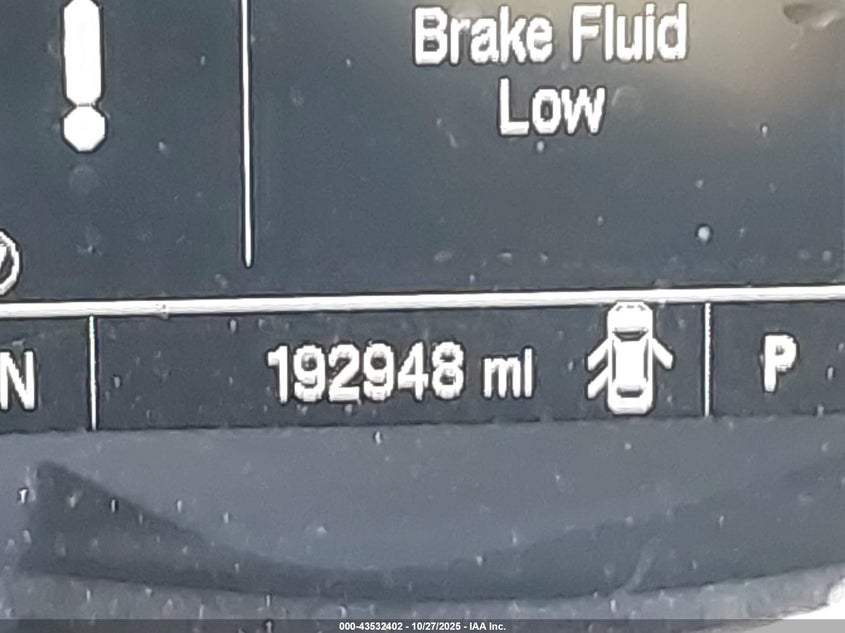 Brake Fluid
Low
N
192948 mi
P
000-43532402 - 10/27/2025 - IAA Inc.